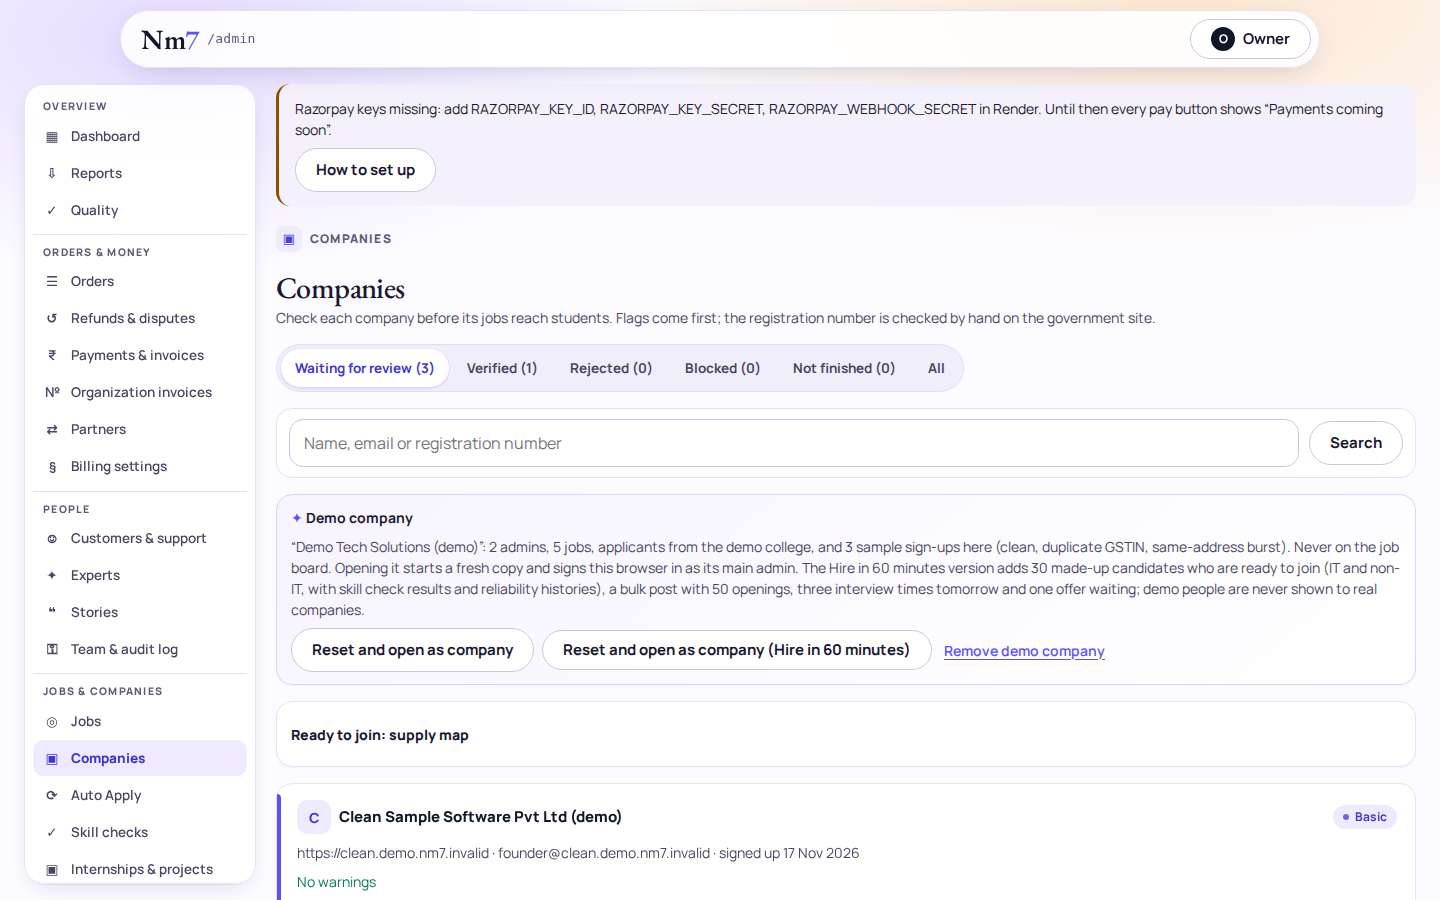 Nm7 /admin
O Owner
OVERVIEW
Dashboard
Reports
Quality
ORDERS & MONEY
Orders
Refunds & disputes
₹ Payments & invoices
Nº Organization invoices
Partners
§ Billing settings
PEOPLE
Customers & support
Experts
Stories
Team & audit log
JOBS & COMPANIES
Jobs
Companies
Auto Apply
Skill checks
Internships & projects
Razorpay keys missing: add RAZORPAY_KEY_ID, RAZORPAY_KEY_SECRET, RAZORPAY_WEBHOOK_SECRET in Render. Until then every pay button shows “Payments coming
soon”.
How to set up
COMPANIES
Companies
Check each company before its jobs reach students. Flags come first; the registration number is checked by hand on the government site.
Waiting for review (3) Verified (1) Rejected (0) Blocked (0) Not finished (0) All
Name, email or registration number
Search
Demo company
“Demo Tech Solutions (demo)”: 2 admins, 5 jobs, applicants from the demo college, and 3 sample sign-ups here (clean, duplicate GSTIN, same-address burst). Never on the job
board. Opening it starts a fresh copy and signs this browser in as its main admin. The Hire in 60 minutes version adds 30 made-up candidates who are ready to join (IT and non-
IT, with skill check results and reliability histories), a bulk post with 50 openings, three interview times tomorrow and one offer waiting; demo people are never shown to real
companies.
Reset and open as company Reset and open as company (Hire in 60 minutes) Remove demo company
Ready to join: supply map
C Clean Sample Software Pvt Ltd (demo) Basic
https://clean.demo.nm7.invalid · founder@clean.demo.nm7.invalid · signed up 17 Nov 2026
No warnings